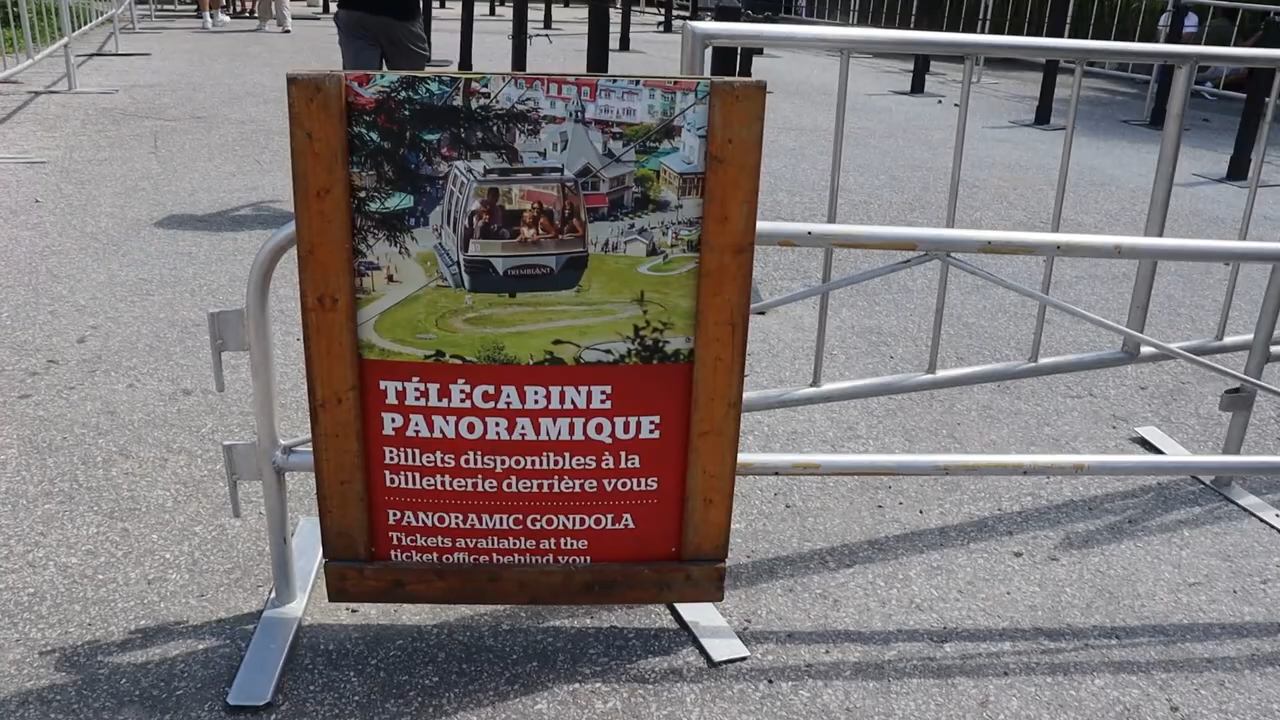 TREMBLANT
TÉLÉCABINE
PANORAMIQUE
Billets disponibles à la
billetterie derrière vous
PANORAMIC GONDOLA
Tickets available at the
ticket office behind you